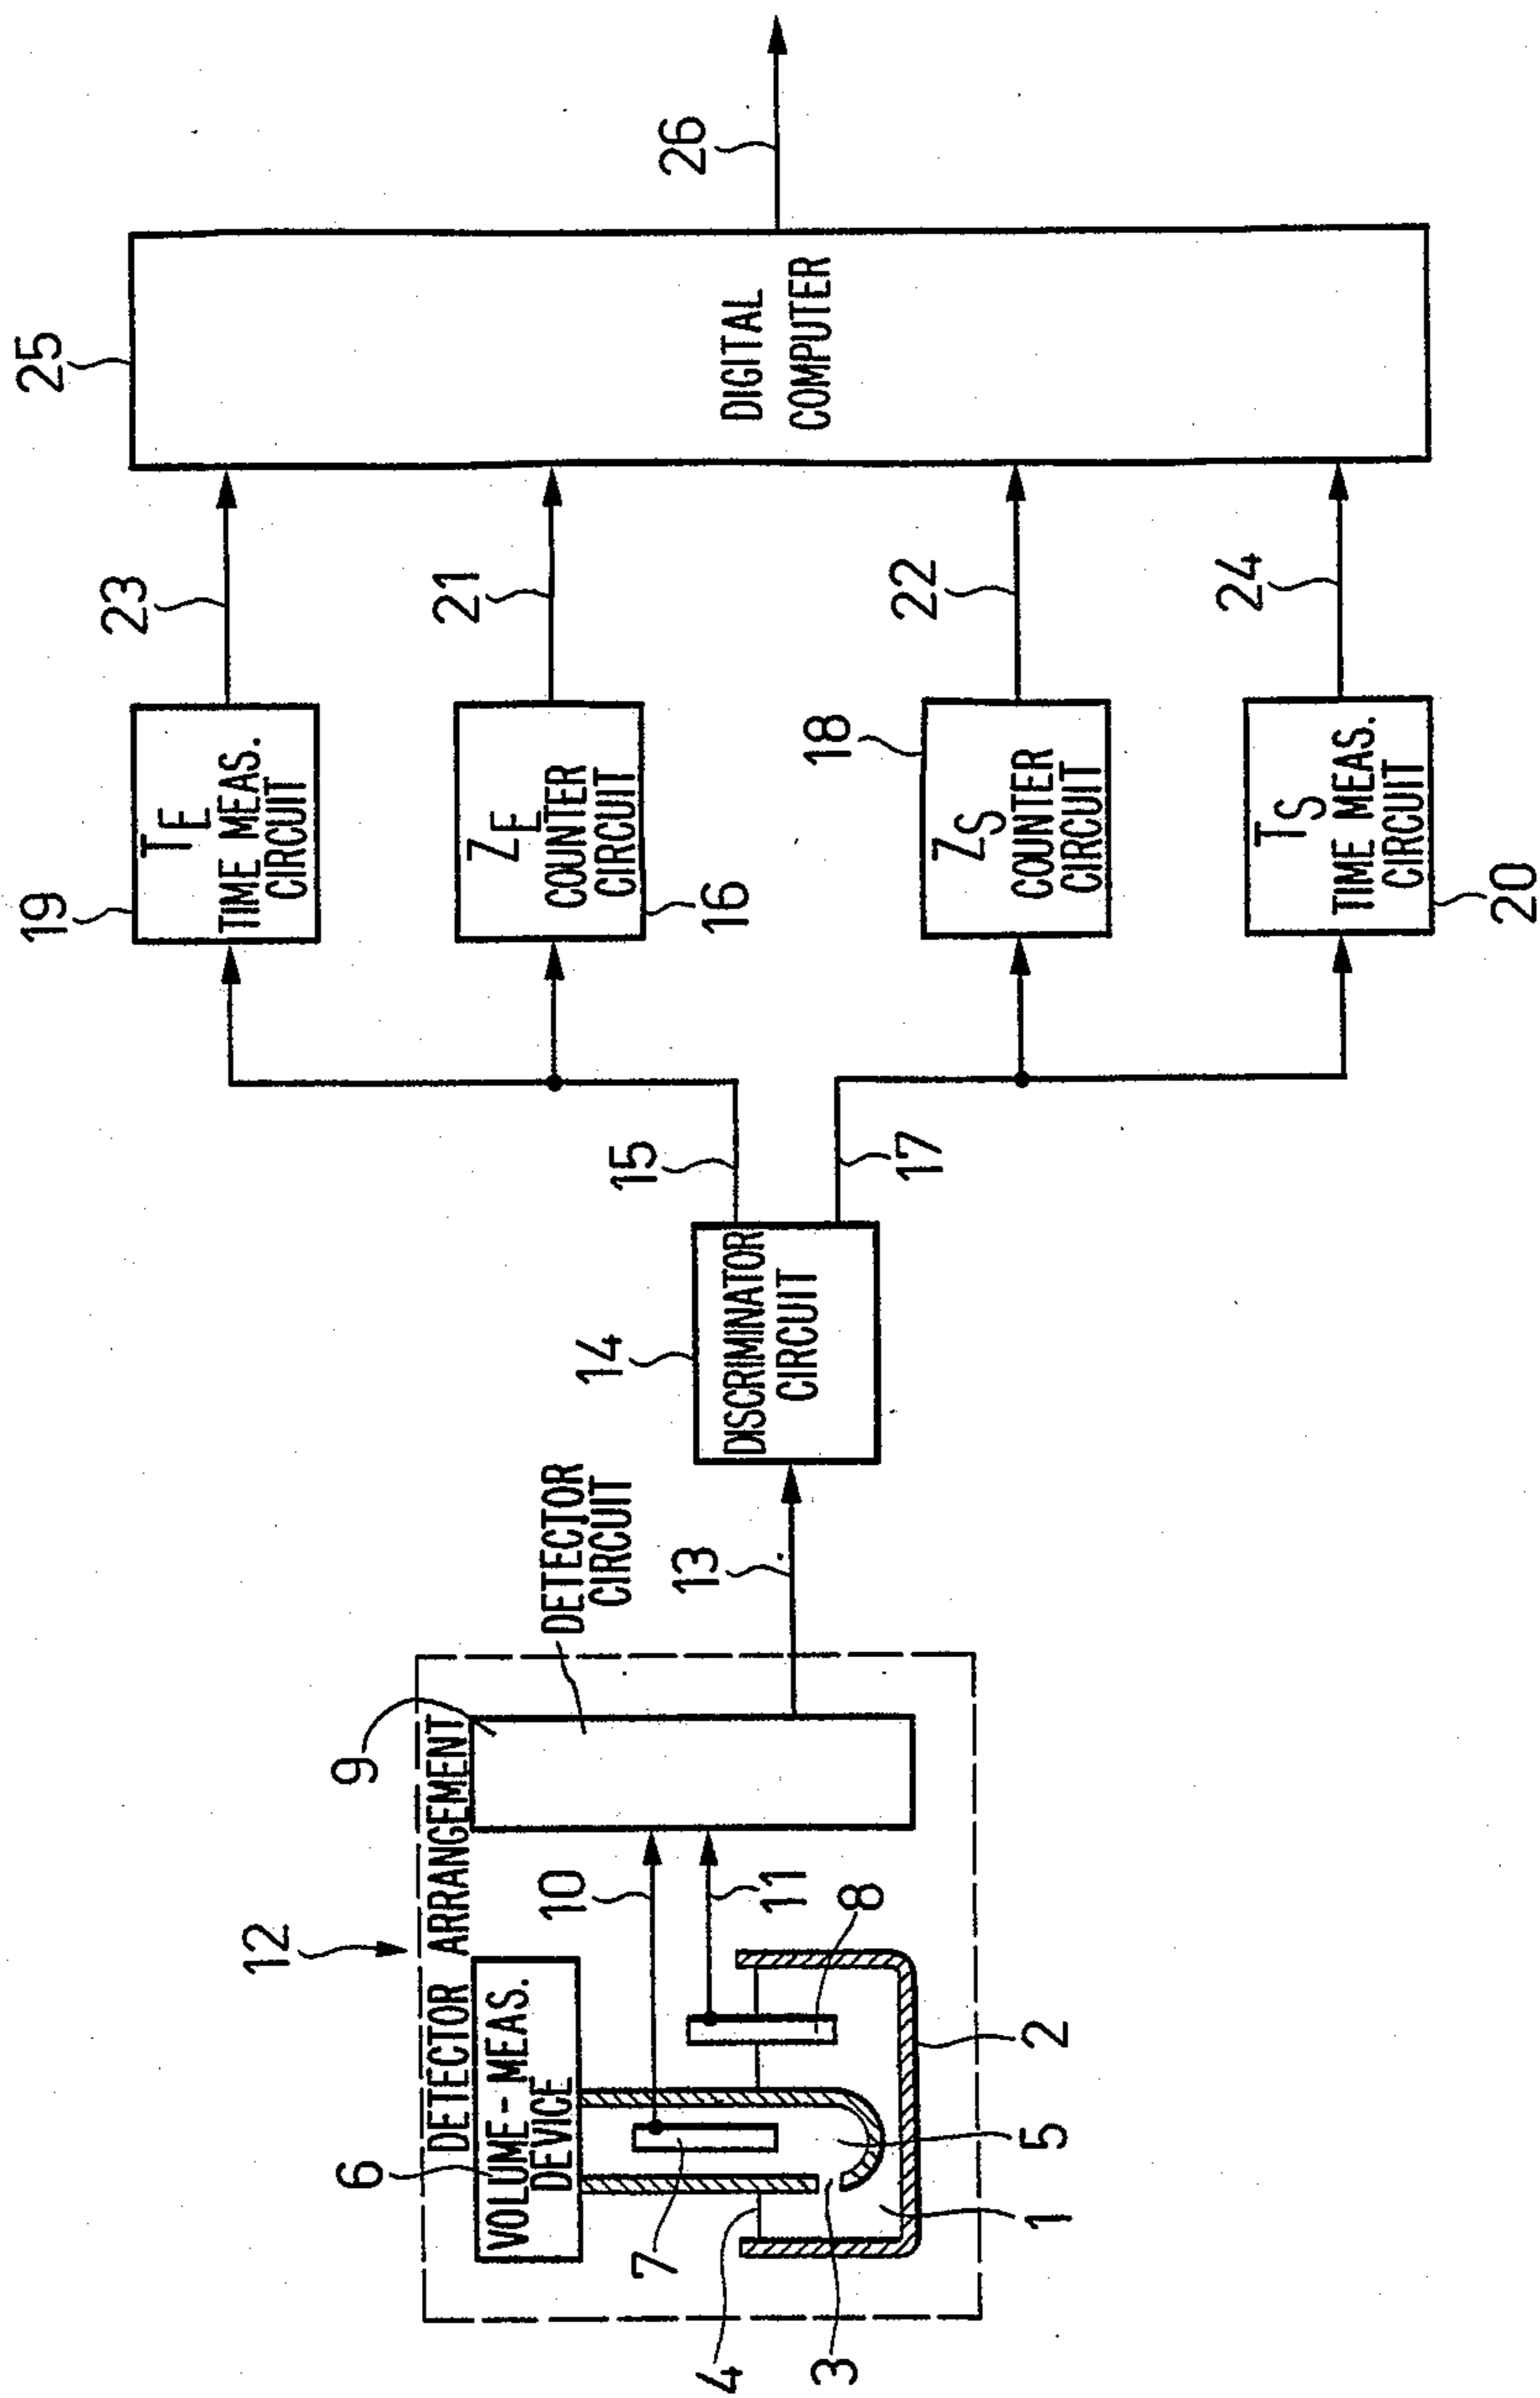 12
DETECTOR ARRANGEMENT
6
VOLUME-MEAS.
DEVICE
9
DETECTOR
CIRCUIT
10
11
7
8
4
3
1
5
2
13
14
DISCRIMINATOR
CIRCUIT
15
17
19
TE
TIME MEAS.
CIRCUIT
16
ZE
COUNTER
CIRCUIT
18
ZS
COUNTER
CIRCUIT
20
TS
TIME MEAS.
CIRCUIT
23
21
22
24
25
DIGITAL
COMPUTER
26